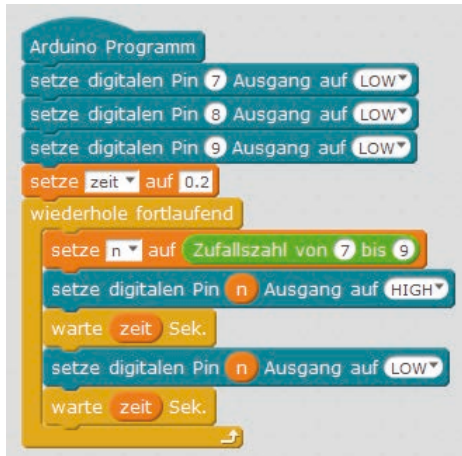 Arduino Programm
setze digitalen Pin 7 Ausgang auf LOW
setze digitalen Pin 8 Ausgang auf LOW
setze digitalen Pin 9 Ausgang auf LOW
setze zeit auf 0.2
wiederhole fortlaufend
setze n auf Zufallszahl von 7 bis 9
setze digitalen Pin n Ausgang auf HIGH
warte zeit Sek.
setze digitalen Pin n Ausgang auf LOW
warte zeit Sek.